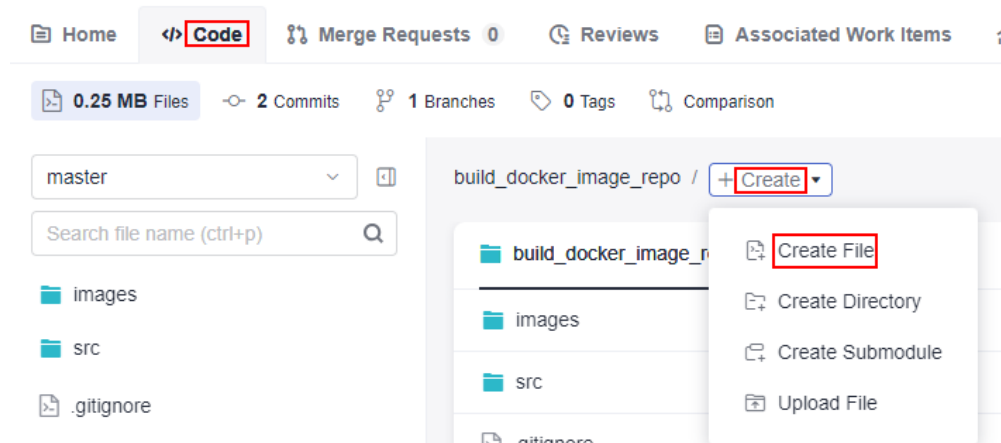 Home Code Merge Requests 0 Reviews Associated Work Items
0.25 MB Files 2 Commits 1 Branches 0 Tags Comparison
master
build_docker_image_repo / + Create
Search file name (ctrl+p)
build_docker_image_r
Create File
images
Create Directory
images
src
Create Submodule
src
.gitignore
Upload File
.gitignore